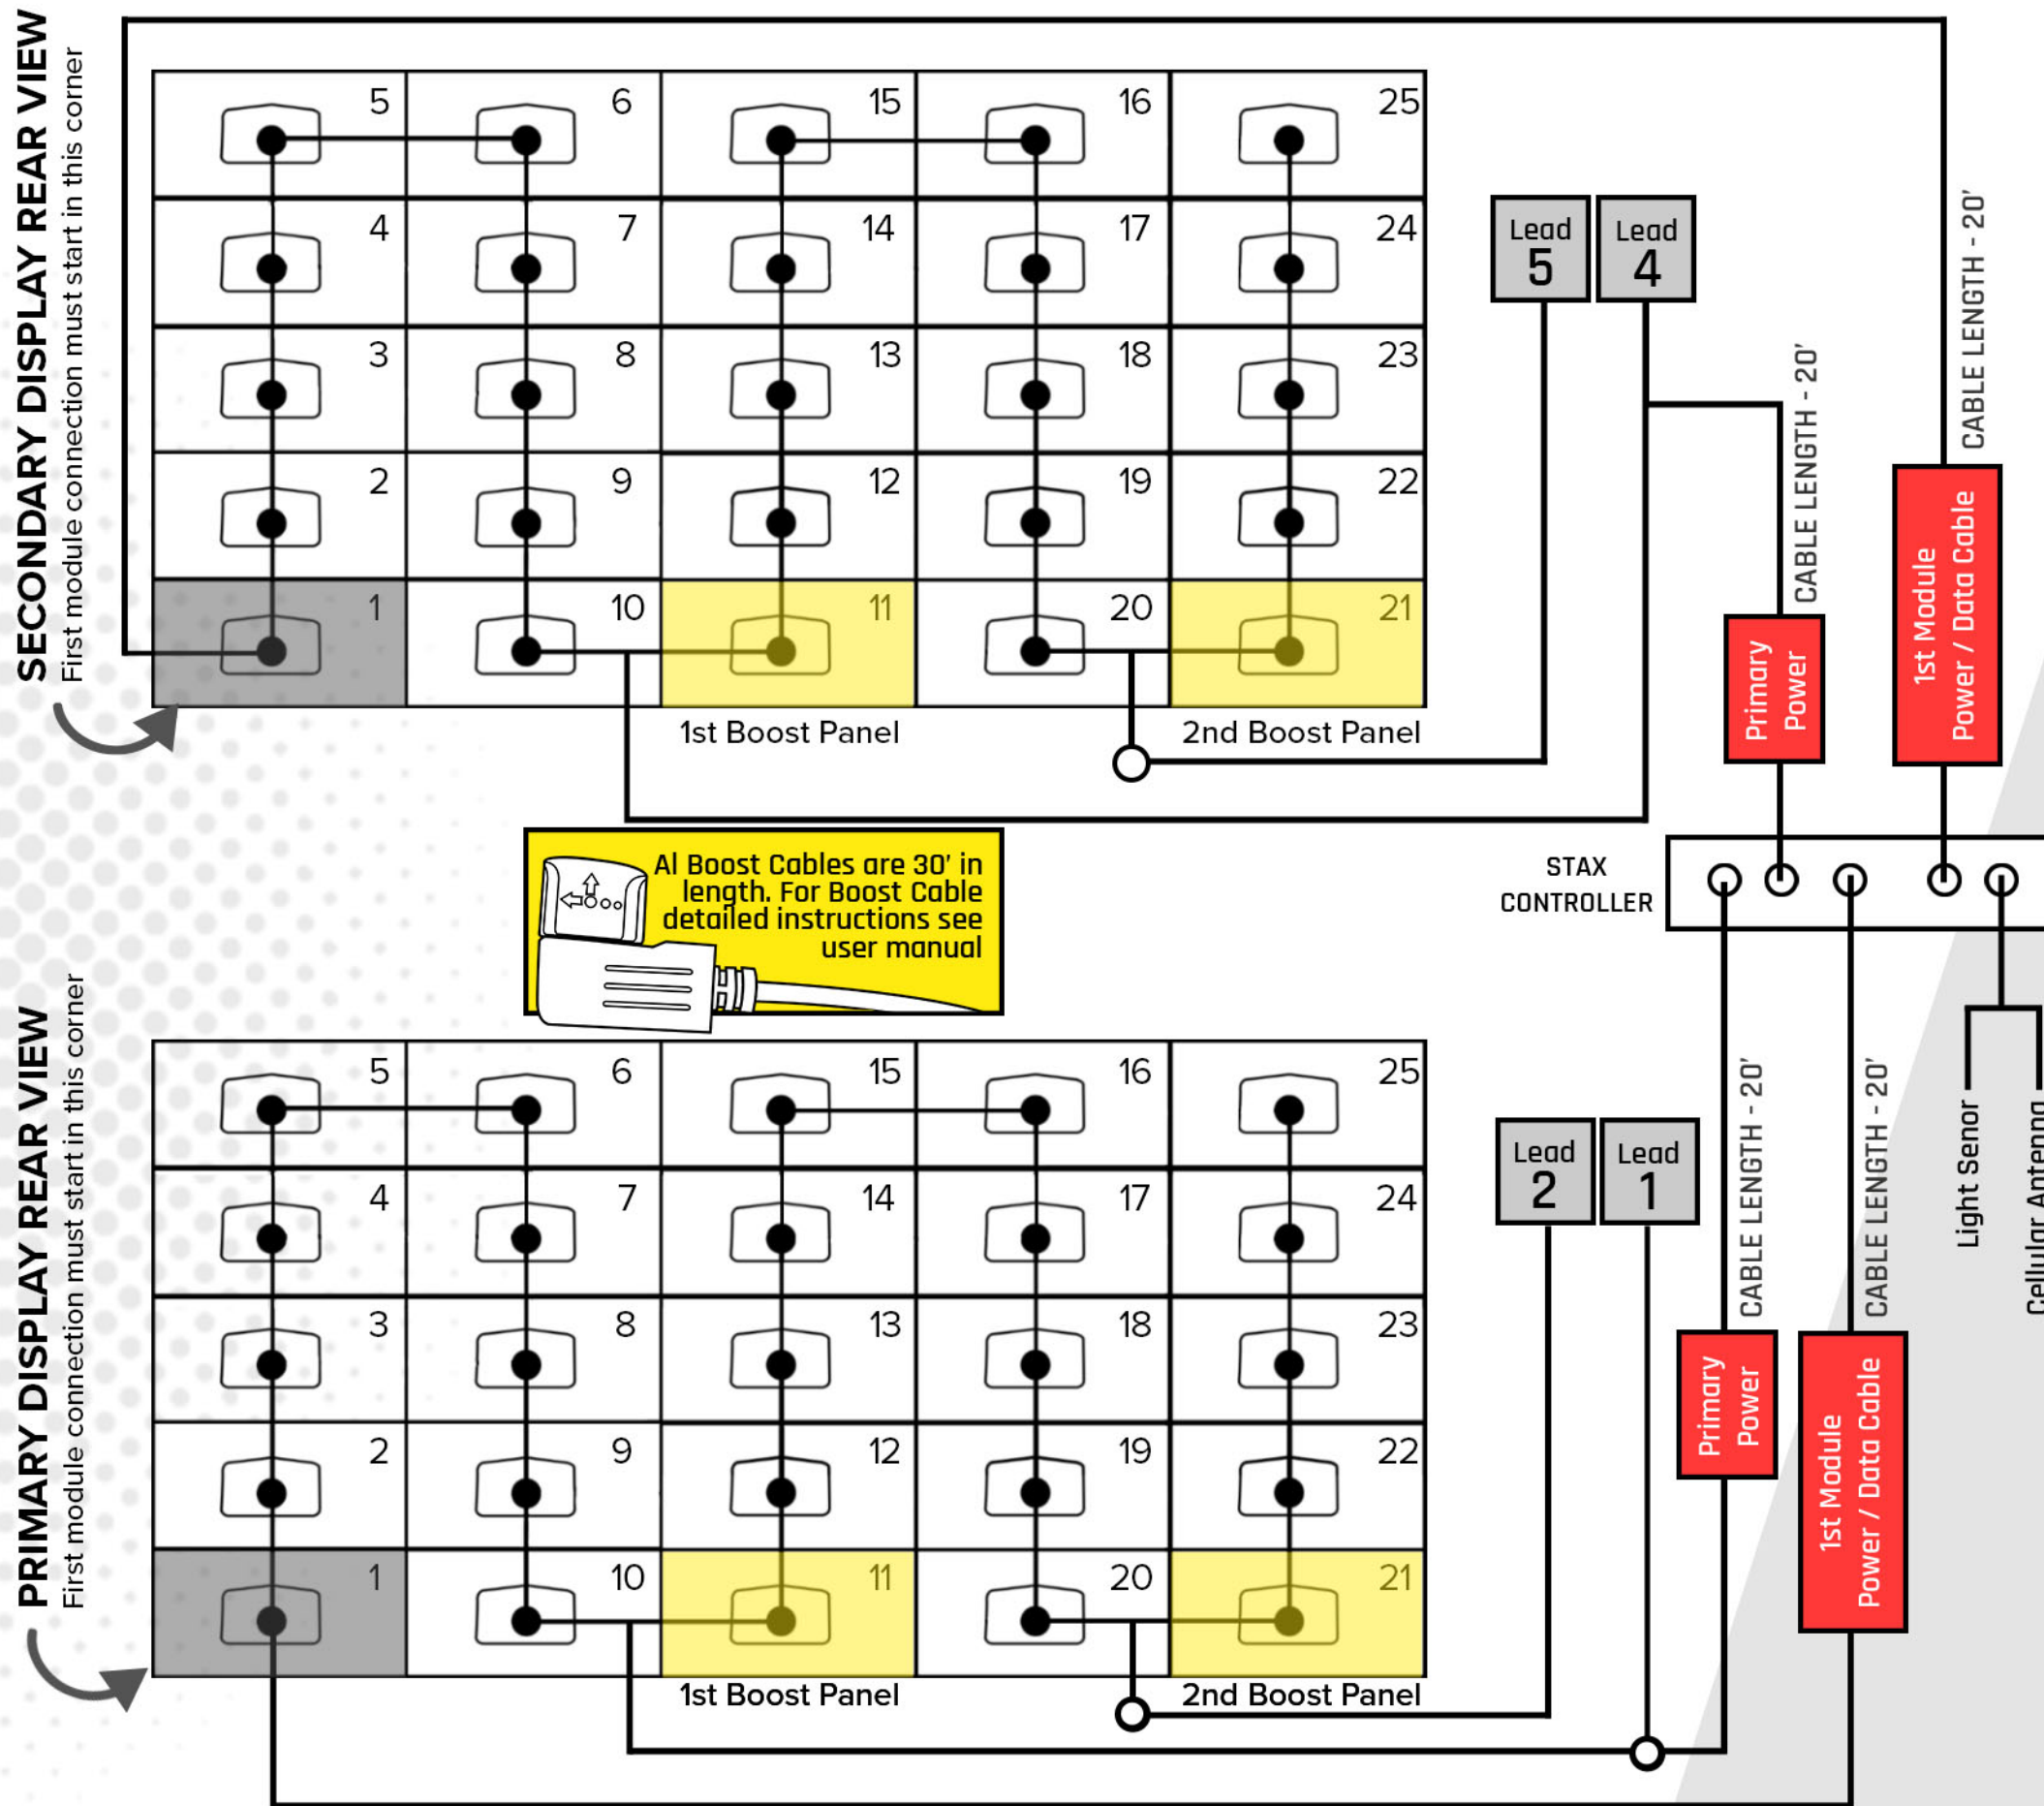 SECONDARY DISPLAY REAR VIEW
First module connection must start in this corner
5 6 15 16 25
4 7 14 17 24
3 8 13 18 23
2 9 12 19 22
1 10 11 20 21
1st Boost Panel
2nd Boost Panel
Lead
5
Lead
4
CABLE LENGTH - 20'
Primary
Power
CABLE LENGTH - 20'
1st Module
Power / Data Cable
Al Boost Cables are 30' in
length. For Boost Cable
detailed instructions see
user manual
STAX
CONTROLLER
PRIMARY DISPLAY REAR VIEW
First module connection must start in this corner
5 6 15 16 25
4 7 14 17 24
3 8 13 18 23
2 9 12 19 22
1 10 11 20 21
1st Boost Panel
2nd Boost Panel
Lead
2
Lead
1
CABLE LENGTH - 20'
Primary
Power
CABLE LENGTH - 20'
1st Module
Power / Data Cable
Light Senor
Cellular Antenna